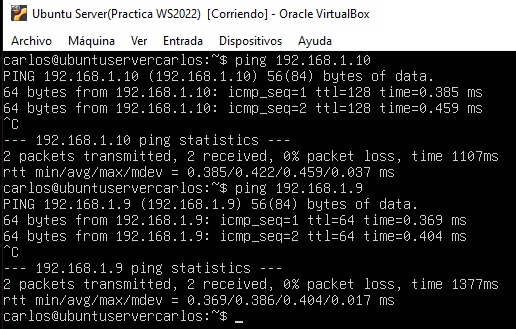 Ubuntu Server(Practica WS2022) [Corriendo] - Oracle VirtualBox
Archivo Máquina Ver Entrada Dispositivos Ayuda
carlos@ubuntuservercarlos:~$ ping 192.168.1.10
PING 192.168.1.10 (192.168.1.10) 56(84) bytes of data.
64 bytes from 192.168.1.10: icmp_seq=1 ttl=128 time=0.385 ms
64 bytes from 192.168.1.10: icmp_seq=2 ttl=128 time=0.459 ms
^C
--- 192.168.1.10 ping statistics ---
2 packets transmitted, 2 received, 0% packet loss, time 1107ms
rtt min/avg/max/mdev = 0.385/0.422/0.459/0.037 ms
carlos@ubuntuservercarlos:~$ ping 192.168.1.9
PING 192.168.1.9 (192.168.1.9) 56(84) bytes of data.
64 bytes from 192.168.1.9: icmp_seq=1 ttl=64 time=0.369 ms
64 bytes from 192.168.1.9: icmp_seq=2 ttl=64 time=0.404 ms
^C
--- 192.168.1.9 ping statistics ---
2 packets transmitted, 2 received, 0% packet loss, time 1377ms
rtt min/avg/max/mdev = 0.369/0.386/0.404/0.017 ms
carlos@ubuntuservercarlos:~$ _